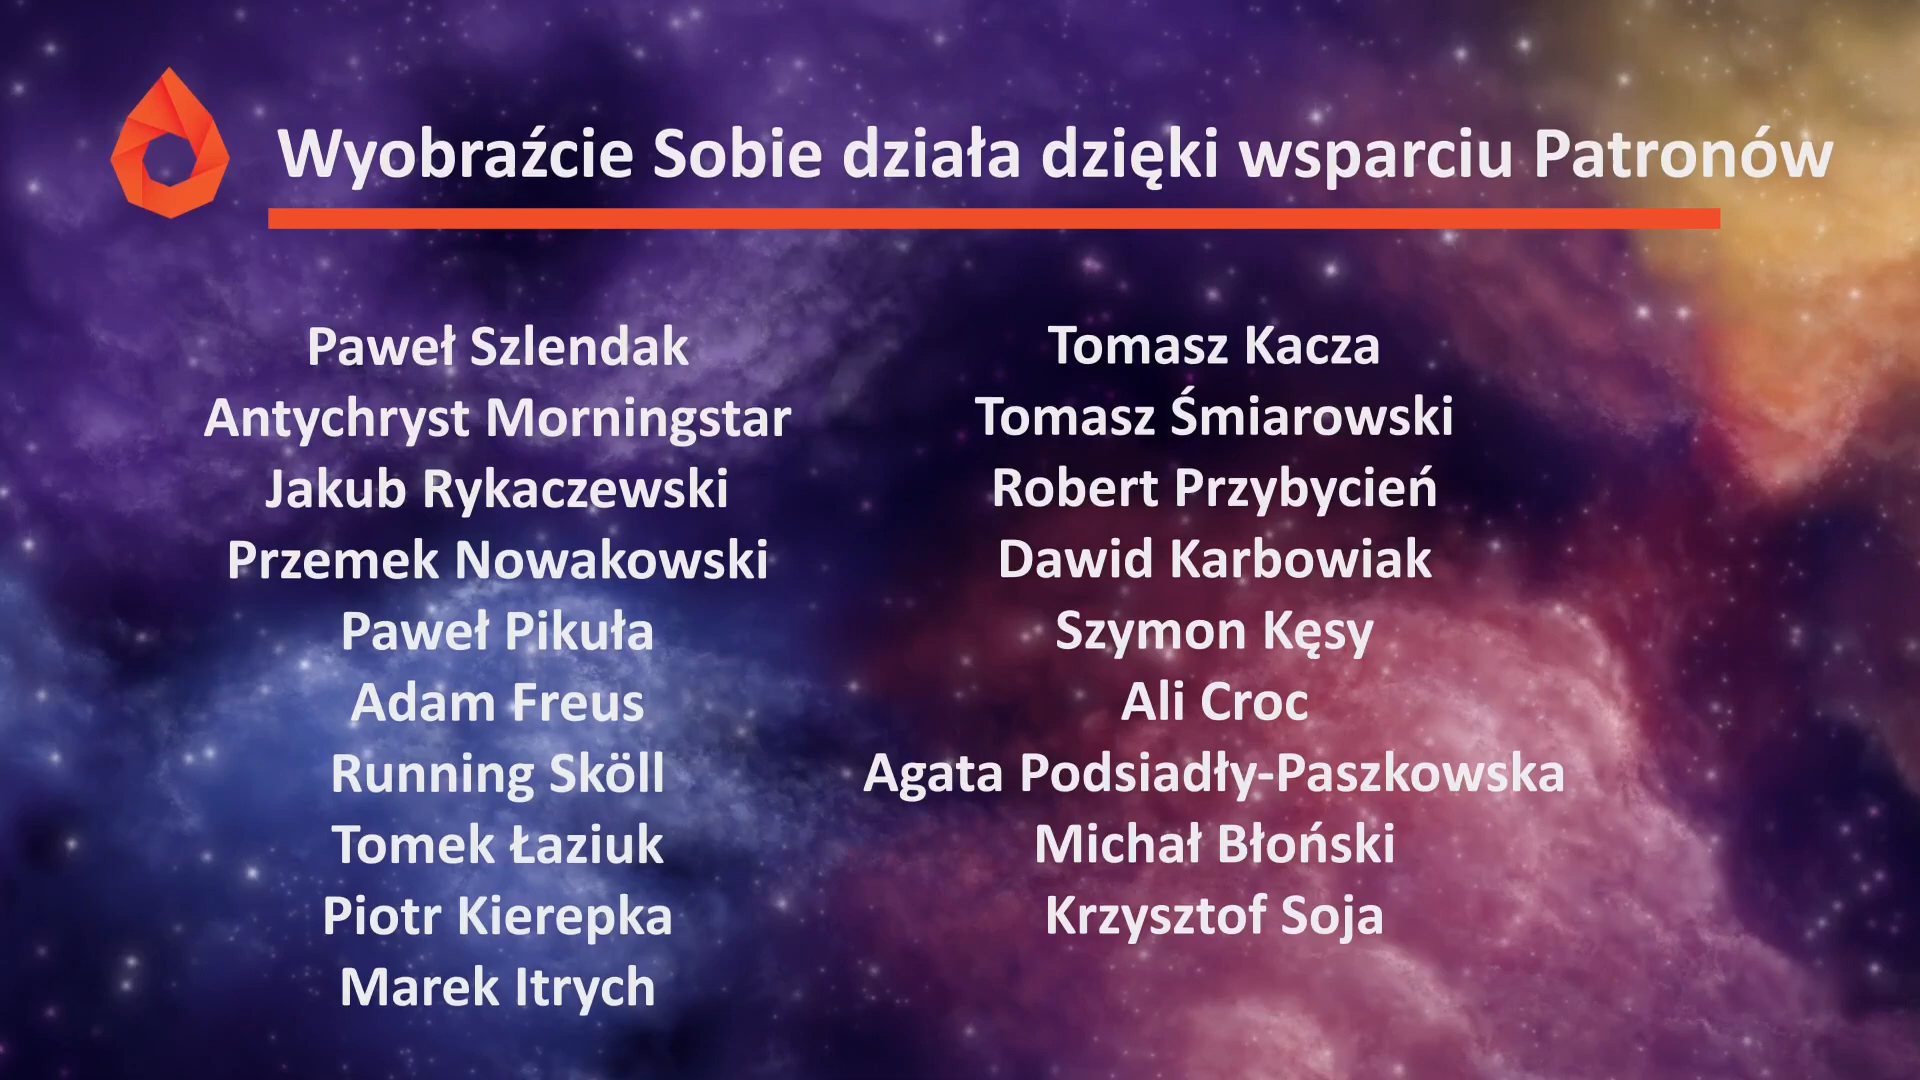 Wyobraźcie Sobie działa dzięki wsparciu Patronów
Paweł Szlendak
Antychryst Morningstar
Jakub Rykaczewski
Przemek Nowakowski
Paweł Pikuła
Adam Freus
Running Sköll
Tomek Łaziuk
Piotr Kierepka
Marek Itrych
Tomasz Kacza
Tomasz Śmiarowski
Robert Przybycień
Dawid Karbowiak
Szymon Kęsy
Ali Croc
Agata Podsiadły-Paszkowska
Michał Błoński
Krzysztof Soja